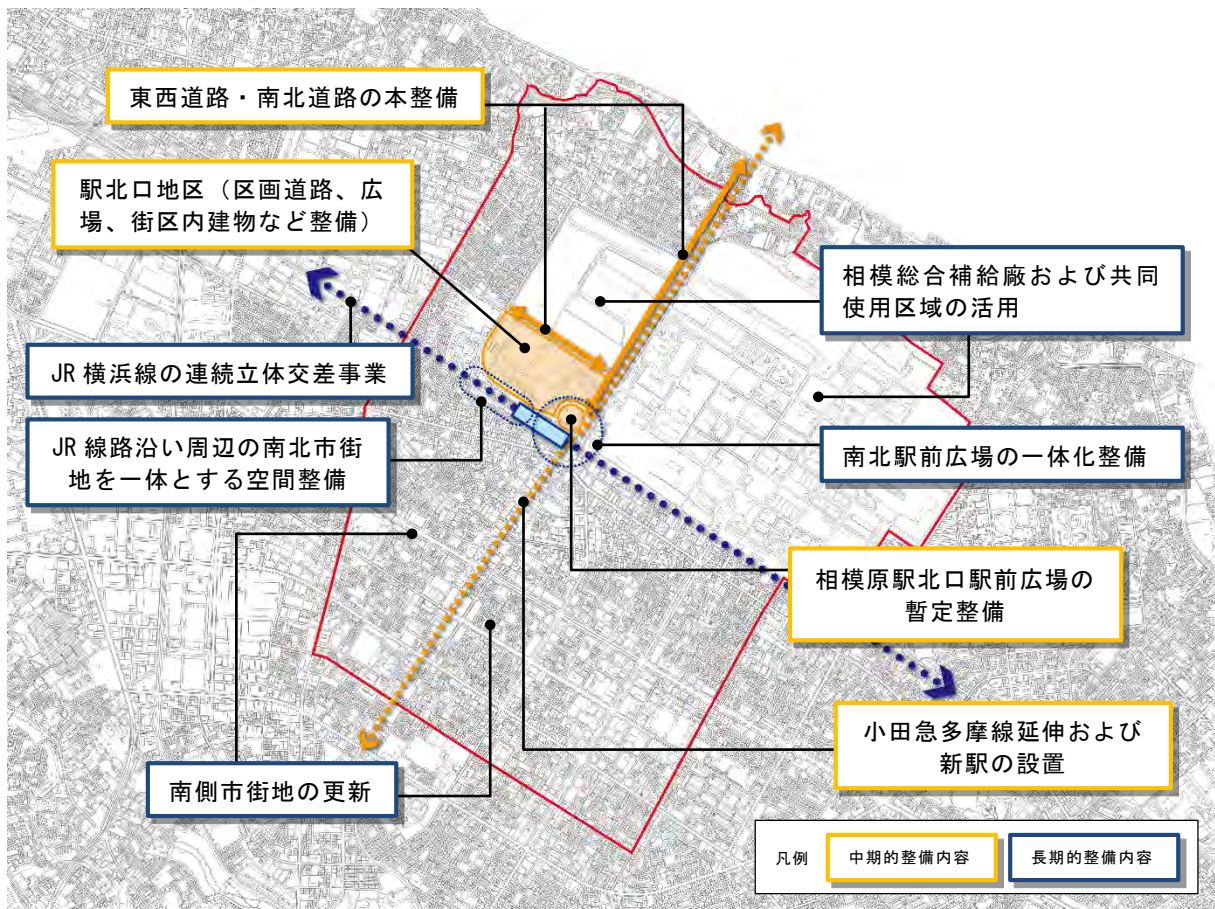 東西道路・南北道路の本整備
駅北口地区（区画道路、広
場、街区内建物など整備）
相模総合補給廠および共同
使用区域の活用
JR 横浜線の連続立体交差事業
JR 線路沿い周辺の南北市街
地を一体とする空間整備
南北駅前広場の一体化整備
相模原駅北口駅前広場の
暫定整備
小田急多摩線延伸および
新駅の設置
南側市街地の更新
凡例
中期的整備内容
長期的整備内容